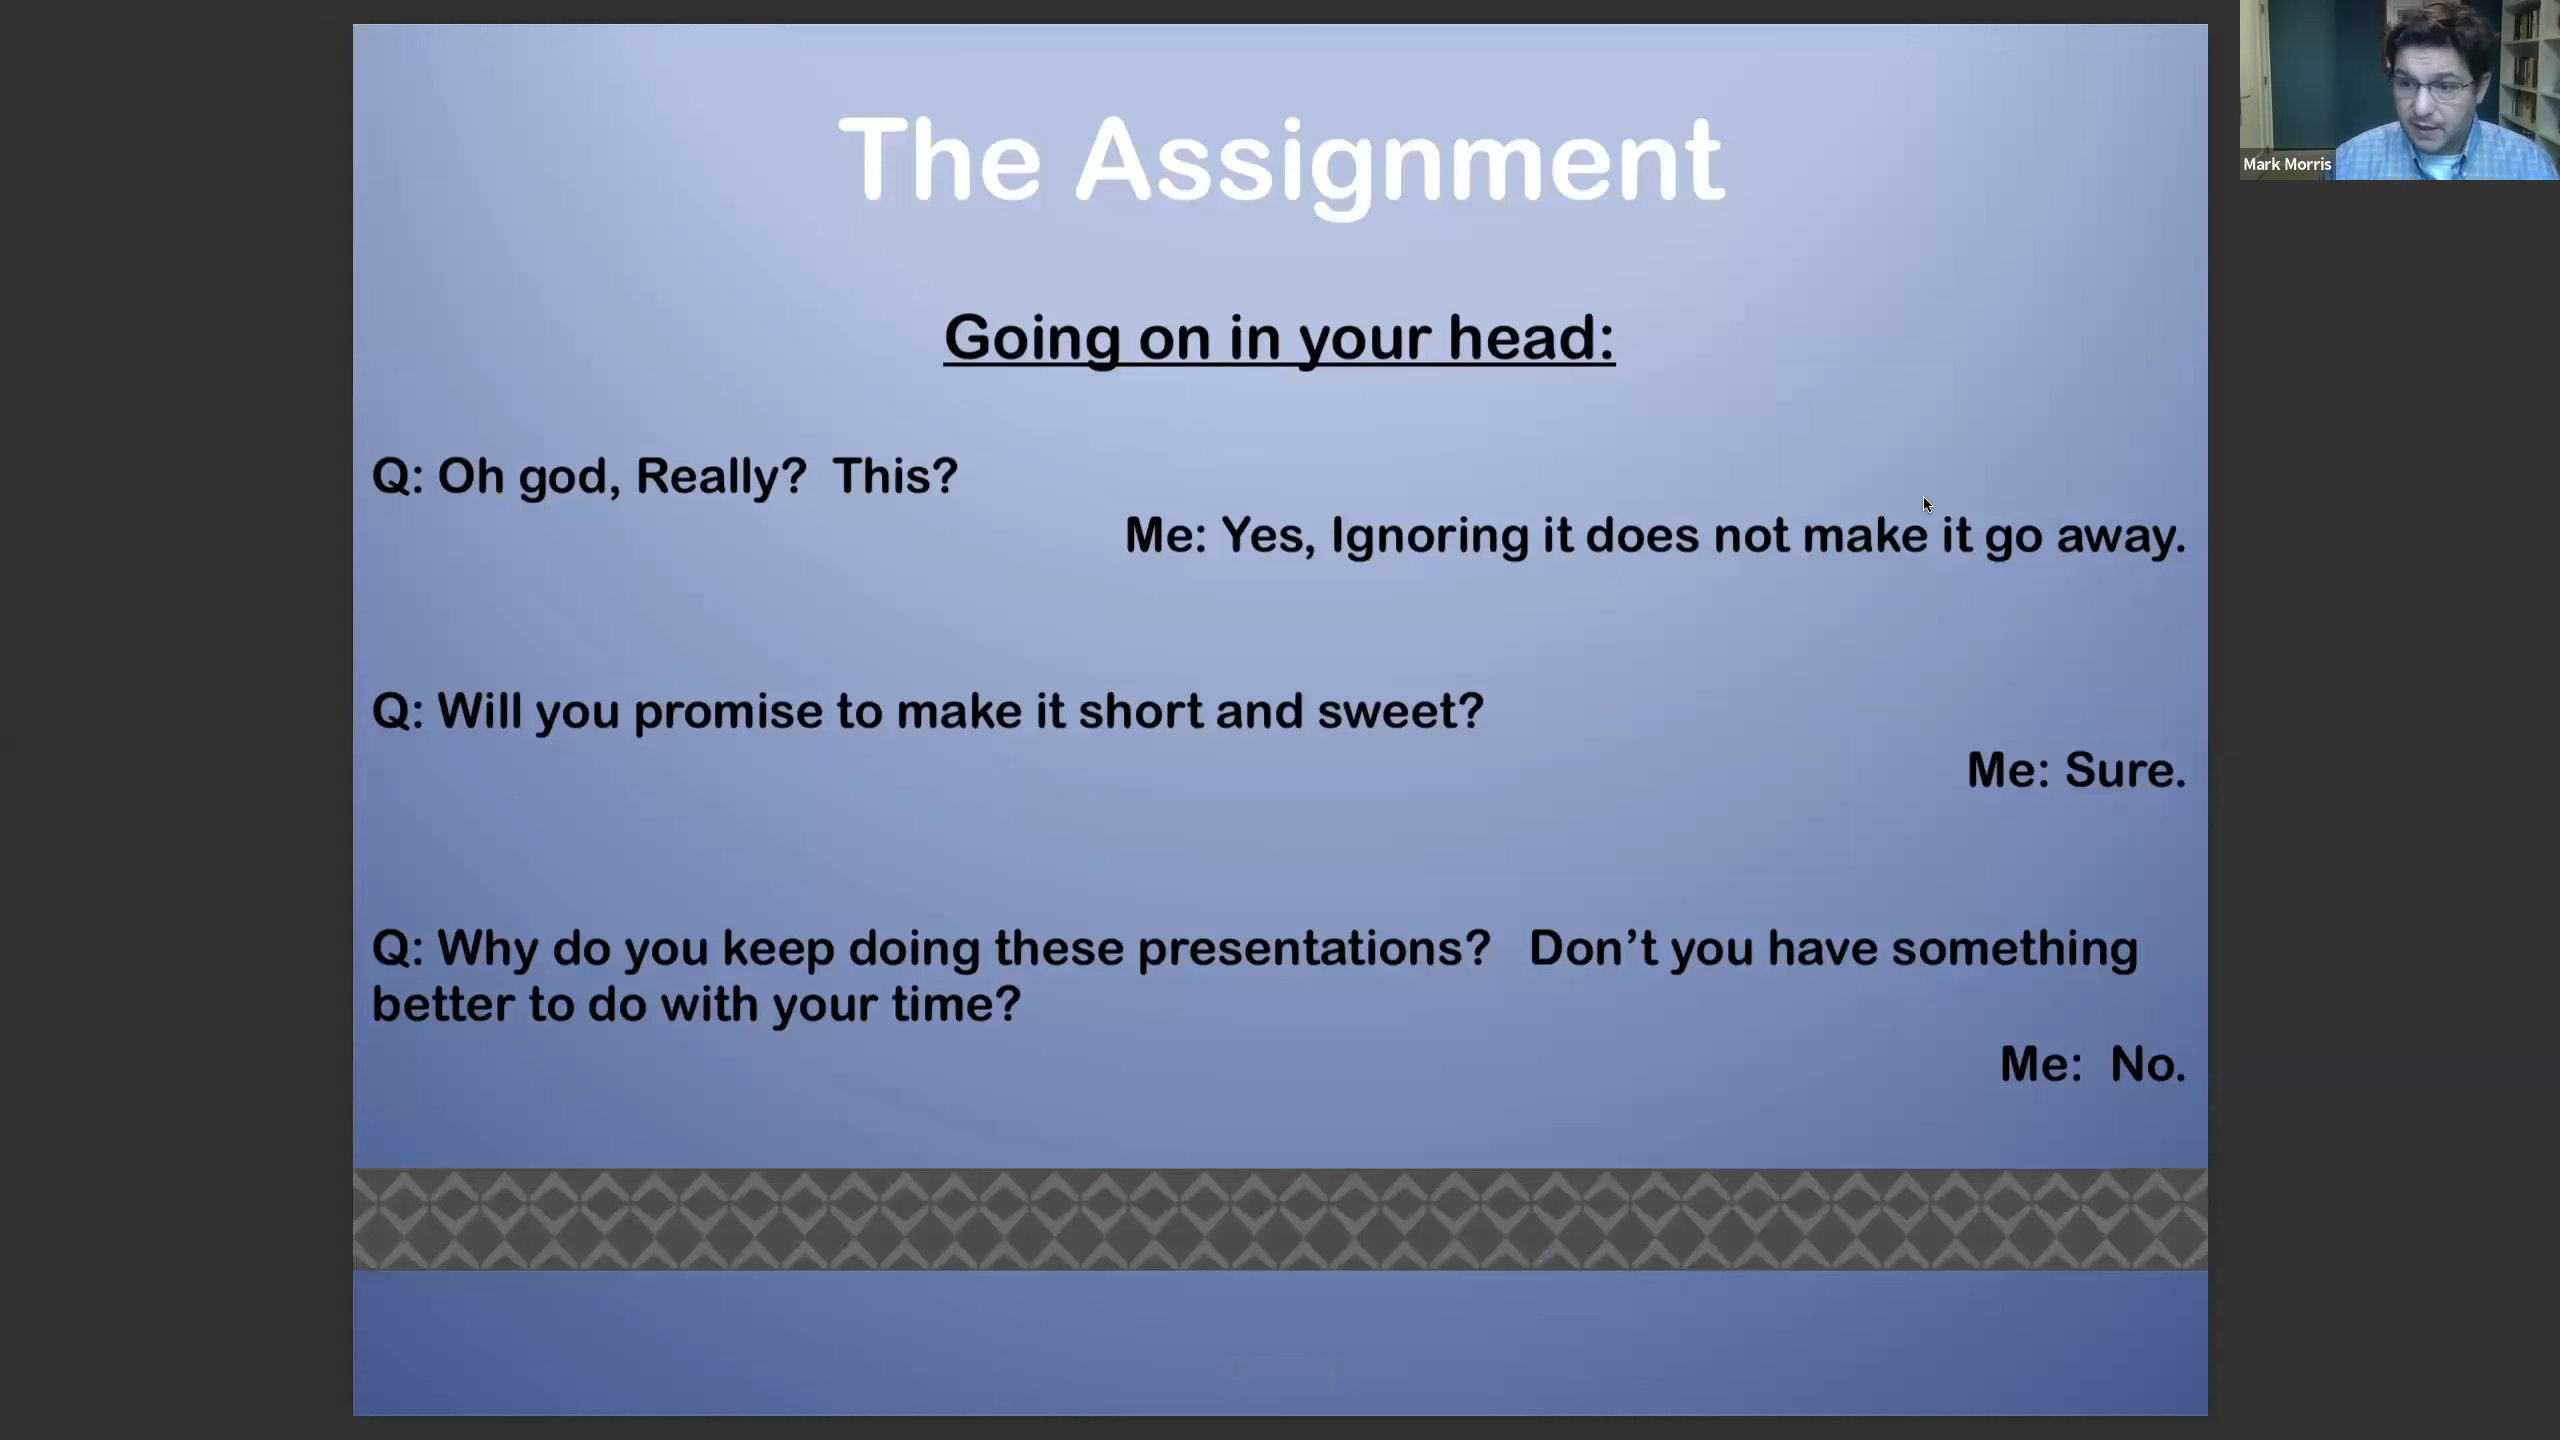 The Assignment
Mark Morris
Going on in your head:
Q: Oh god, Really?  This?
Me: Yes, Ignoring it does not make it go away.
Q: Will you promise to make it short and sweet?
Me: Sure.
Q: Why do you keep doing these presentations?   Don’t you have something
better to do with your time?
Me:  No.